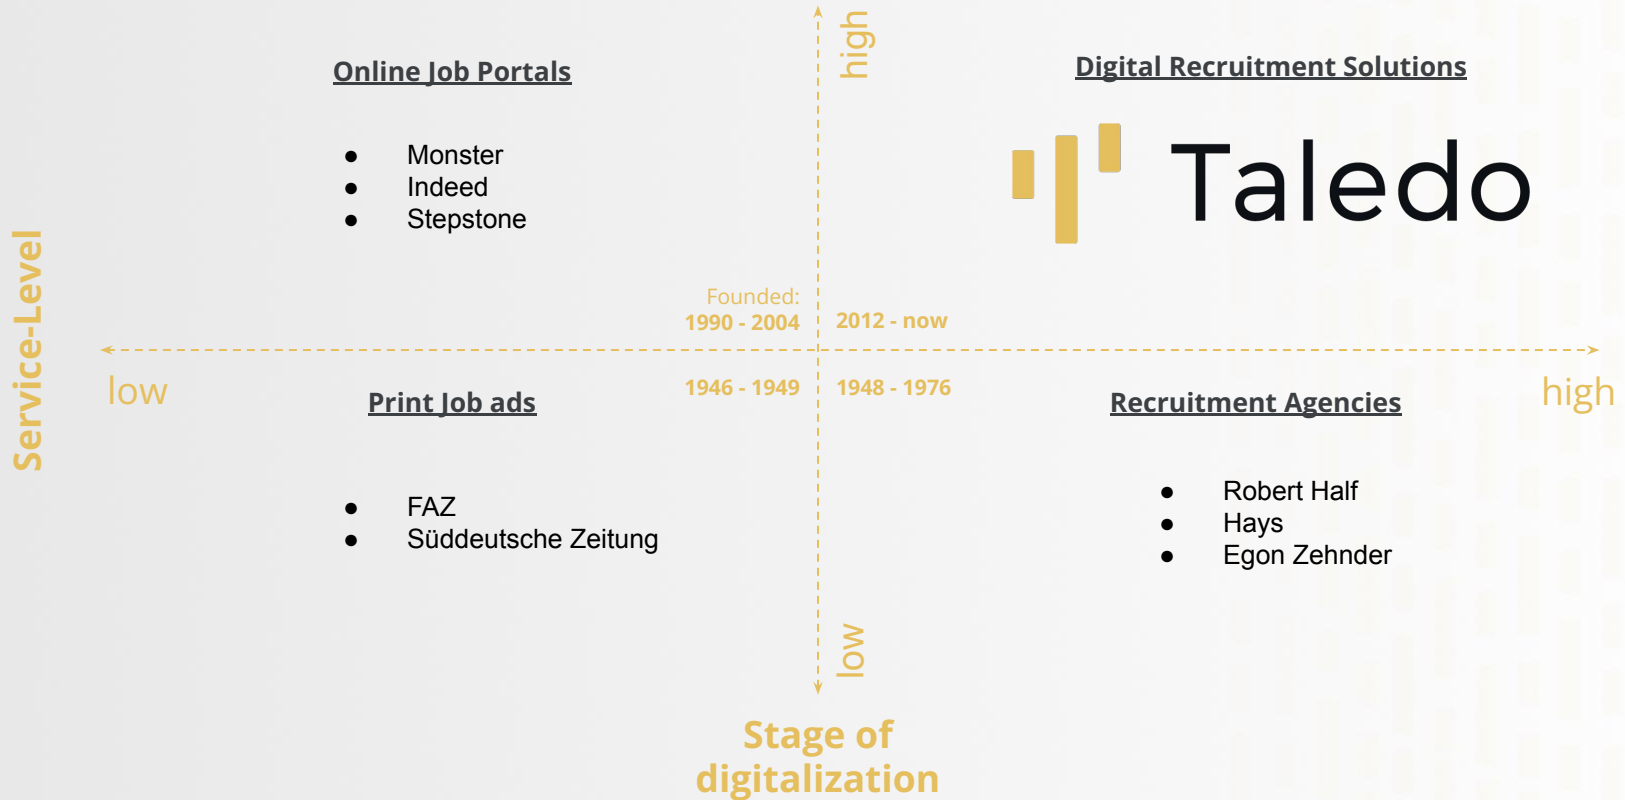 high
Online Job Portals
● Monster
● Indeed
● Stepstone
Digital Recruitment Solutions
Taledo
Service-Level
Founded:
1990 - 2004
2012 - now
low
high
1946 - 1949
1948 - 1976
Print Job ads
● FAZ
● Süddeutsche Zeitung
Recruitment Agencies
● Robert Half
● Hays
● Egon Zehnder
low
Stage of
digitalization